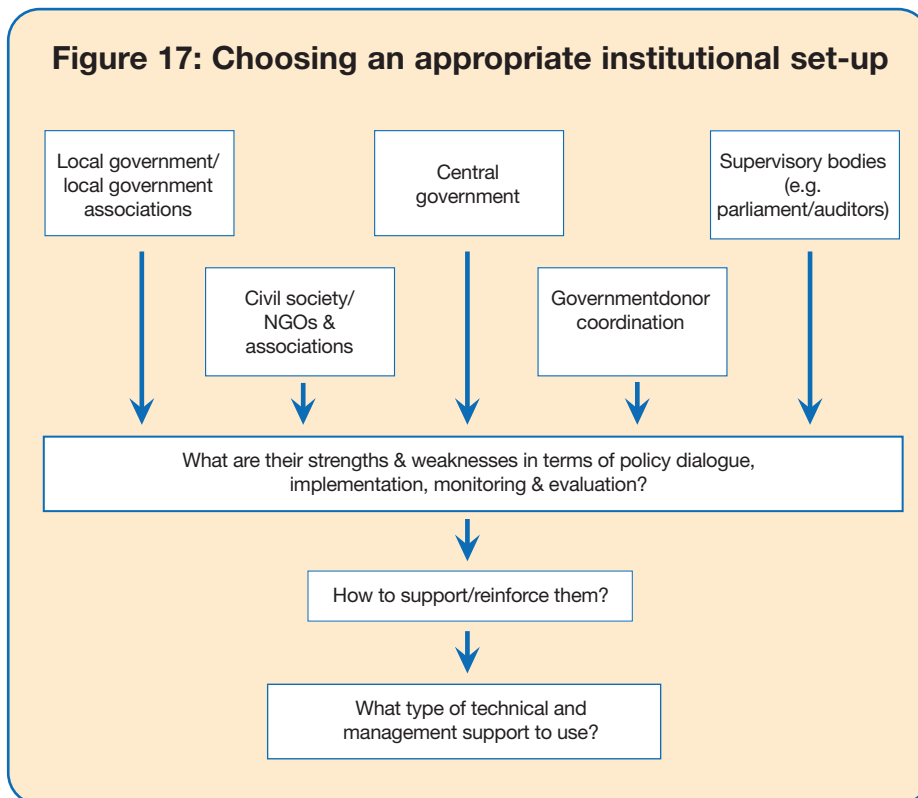 Figure 17: Choosing an appropriate institutional set-up
Local government/
local government
associations
Central
government
Supervisory bodies
(e.g.
parliament/auditors)
Civil society/
NGOs &
associations
Governmentdonor
coordination
What are their strengths & weaknesses in terms of policy dialogue,
implementation, monitoring & evaluation?
How to support/reinforce them?
What type of technical and
management support to use?